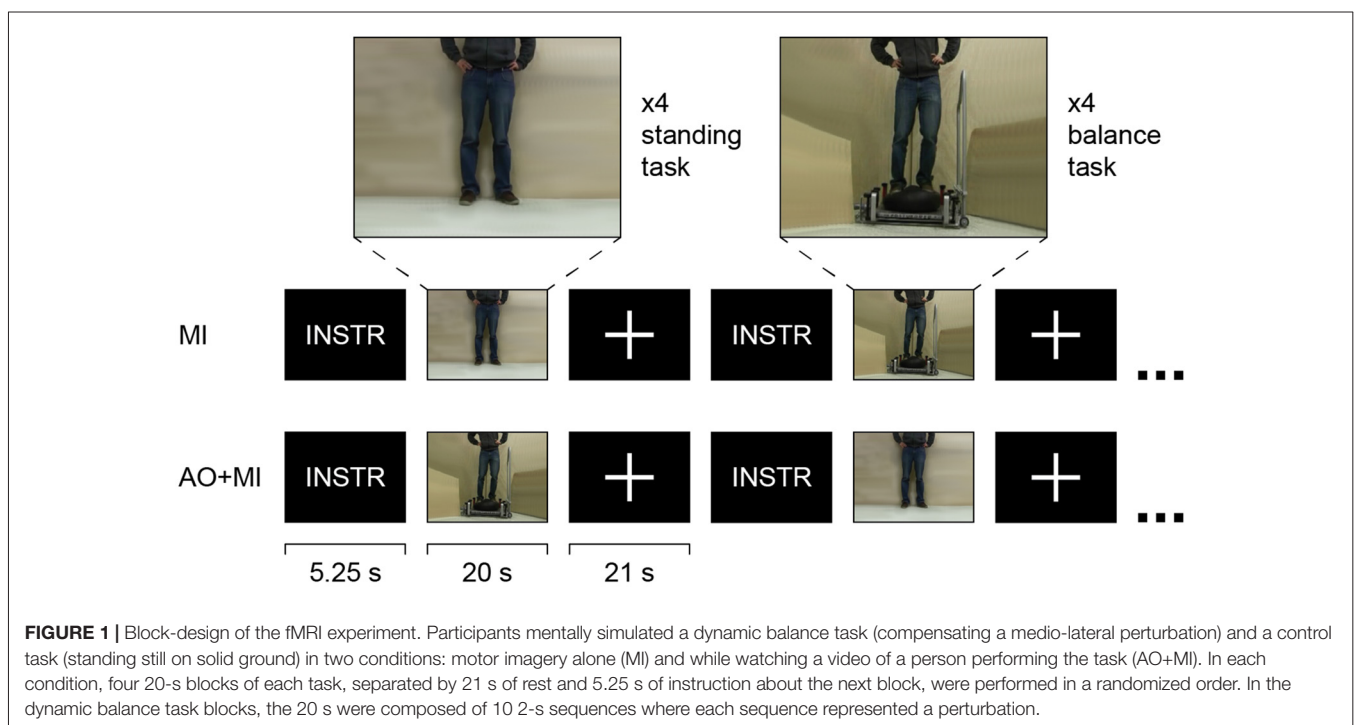 x4
standing
task
x4
balance
task
MI
INSTR
INSTR
AO+MI
INSTR
INSTR
5.25 s
20 s
21 s
FIGURE 1 | Block-design of the fMRI experiment. Participants mentally simulated a dynamic balance task (compensating a medio-lateral perturbation) and a control
task (standing still on solid ground) in two conditions: motor imagery alone (MI) and while watching a video of a person performing the task (AO+MI). In each
condition, four 20-s blocks of each task, separated by 21 s of rest and 5.25 s of instruction about the next block, were performed in a randomized order. In the
dynamic balance task blocks, the 20 s were composed of 10 2-s sequences where each sequence represented a perturbation.